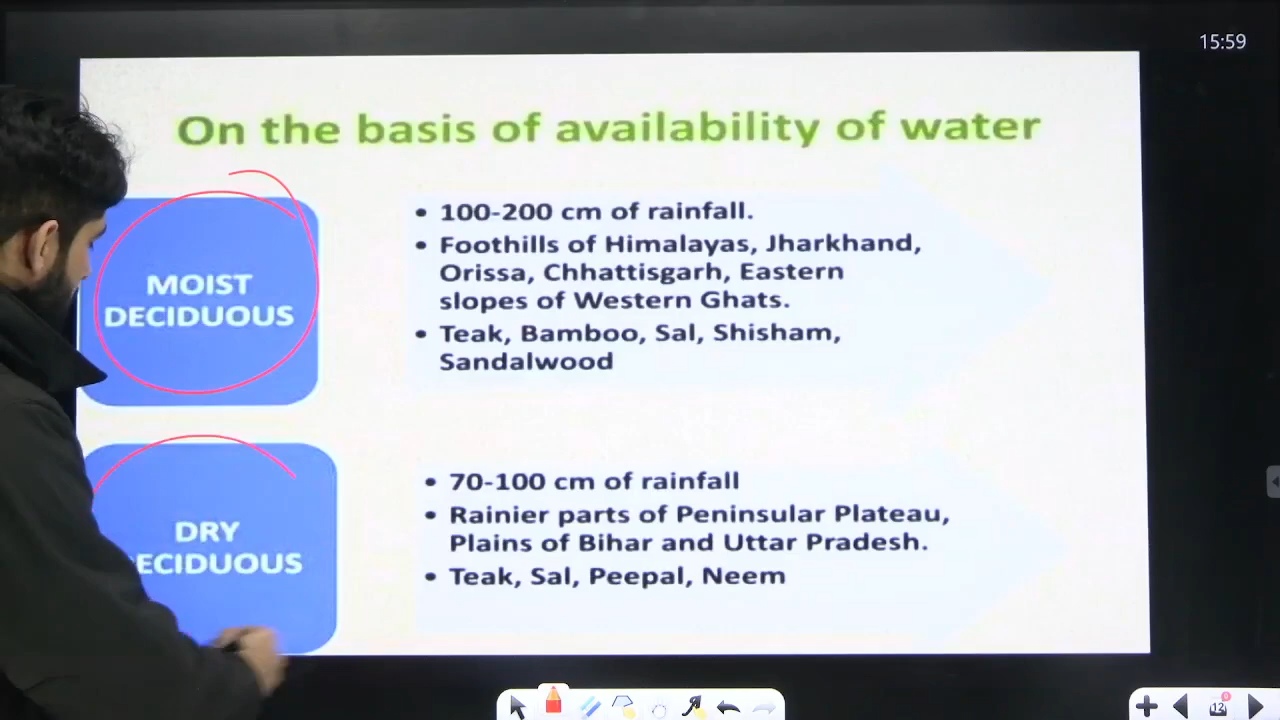 15:59
On the basis of availability of water
MOIST
DECIDUOUS
• 100-200 cm of rainfall.
• Foothills of Himalayas, Jharkhand,
Orissa, Chhattisgarh, Eastern
slopes of Western Ghats.
• Teak, Bamboo, Sal, Shisham,
Sandalwood
DRY
ECIDUOUS
• 70-100 cm of rainfall
• Rainier parts of Peninsular Plateau,
Plains of Bihar and Uttar Pradesh.
• Teak, Sal, Peepal, Neem
12